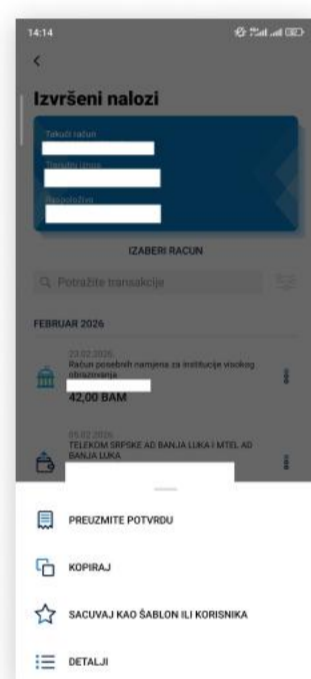 14:14
Izvršeni nalozi
Tekući račun
Trenutni iznos
Raspoloživo
IZABERI RACUN
Potražite transakcije
FEBRUAR 2026
23.02.2026
Račun posebnih namjena za institucije visokog
obrazovanja
42,00 BAM
05.02.2026
TELEKOM SRPSKE AD BANJA LUKA I MTEL AD
BANJA LUKA
PREUZMITE POTVRDU
KOPIRAJ
SACUVAJ KAO ŠABLON ILI KORISNIKA
DETALJI